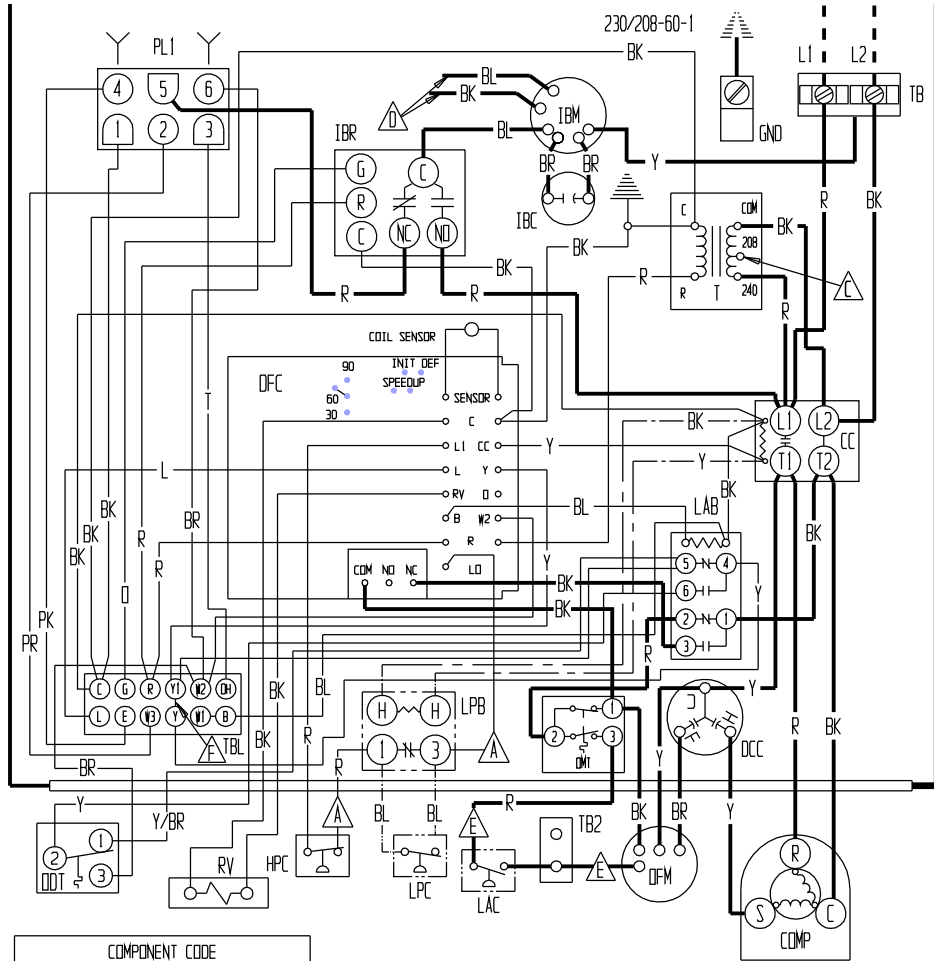 230/208-60-1
L1 L2
TB
GND
PL1
4 5 6
1 2 3
BK
BL
BK
D
IBM
BL
BR BR
Y
IBC
IBR
G
R
C
C
NC NO
BK
R R
BK
R
C COM
BK
208
R T 240
C
R
R
BK
COIL SENSOR
DFC
90
60
30
INIT DEF
SPEEDUP
SENSOR
C
L1 CC
L Y
RV O
B W2
R
LO
COM NO NC
Y
BL
BK
Y
BK
BK
Y
BK
L1 L2
T1 T2
CC
LAB
5 4
6
2 1
3
Y
R
BK
L
BK
BK
BK
R
R
BR
T
O
PK
PR
C G R Y1 W2 OH
L E W3 Y W1 B
F
TBL
BK
BK
BL
R
H H
LPB
1 3
A
R
A
BL BL
1
2 3
OMT
C
F H
DCC
Y
R
BK
BR
Y
Y/BR
1
2
3
ODT
RV
HPC
LPC
R
E
LAC
TB2
E
BK Y BR
OFM
Y
R
S C
COMP
COMPONENT CODE